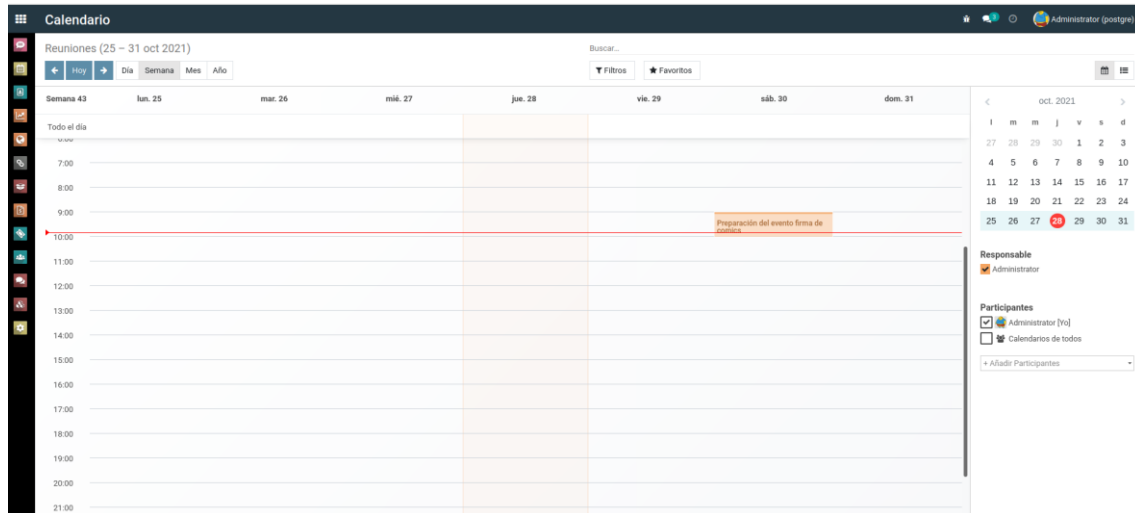 Calendario
3
Administrator (postgre)
Reuniones (25 – 31 oct 2021)
Buscar...
Hoy
Día Semana Mes Año
Filtros Favoritos
Semana 43 lun. 25 mar. 26 mié. 27 jue. 28 vie. 29 sáb. 30 dom. 31
Todo el día
6:00
7:00
8:00
9:00
Preparación del evento firma de
comics
10:00
11:00
12:00
13:00
14:00
15:00
16:00
17:00
18:00
19:00
20:00
21:00
oct. 2021
l m m j v s d
27 28 29 30 1 2 3
4 5 6 7 8 9 10
11 12 13 14 15 16 17
18 19 20 21 22 23 24
25 26 27 28 29 30 31
Responsable
Administrator
Participantes
Administrator [Yo]
Calendarios de todos
+ Añadir Participantes